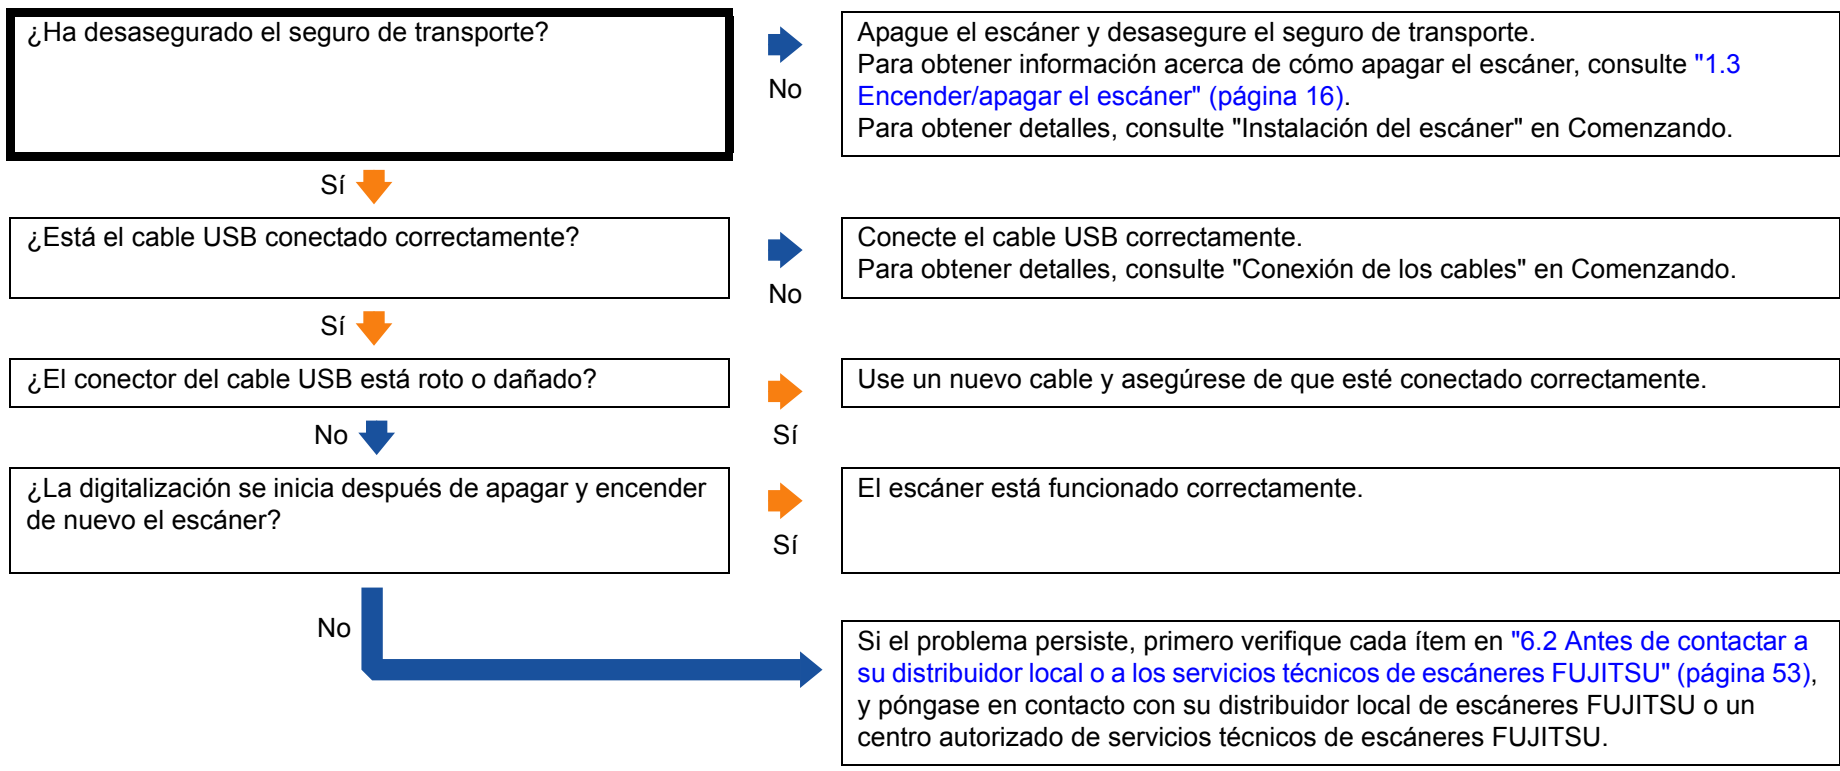 ¿Ha desasegurado el seguro de transporte?
No
Apague el escáner y desasegure el seguro de transporte.
Para obtener información acerca de cómo apagar el escáner, consulte "1.3
Encender/apagar el escáner" (página 16).
Para obtener detalles, consulte "Instalación del escáner" en Comenzando.
Sí
¿Está el cable USB conectado correctamente?
No
Conecte el cable USB correctamente.
Para obtener detalles, consulte "Conexión de los cables" en Comenzando.
Sí
¿El conector del cable USB está roto o dañado?
Sí
Use un nuevo cable y asegúrese de que esté conectado correctamente.
No
¿La digitalización se inicia después de apagar y encender
de nuevo el escáner?
Sí
El escáner está funcionado correctamente.
No
Si el problema persiste, primero verifique cada ítem en "6.2 Antes de contactar a
su distribuidor local o a los servicios técnicos de escáneres FUJITSU" (página 53),
y póngase en contacto con su distribuidor local de escáneres FUJITSU o un
centro autorizado de servicios técnicos de escáneres FUJITSU.